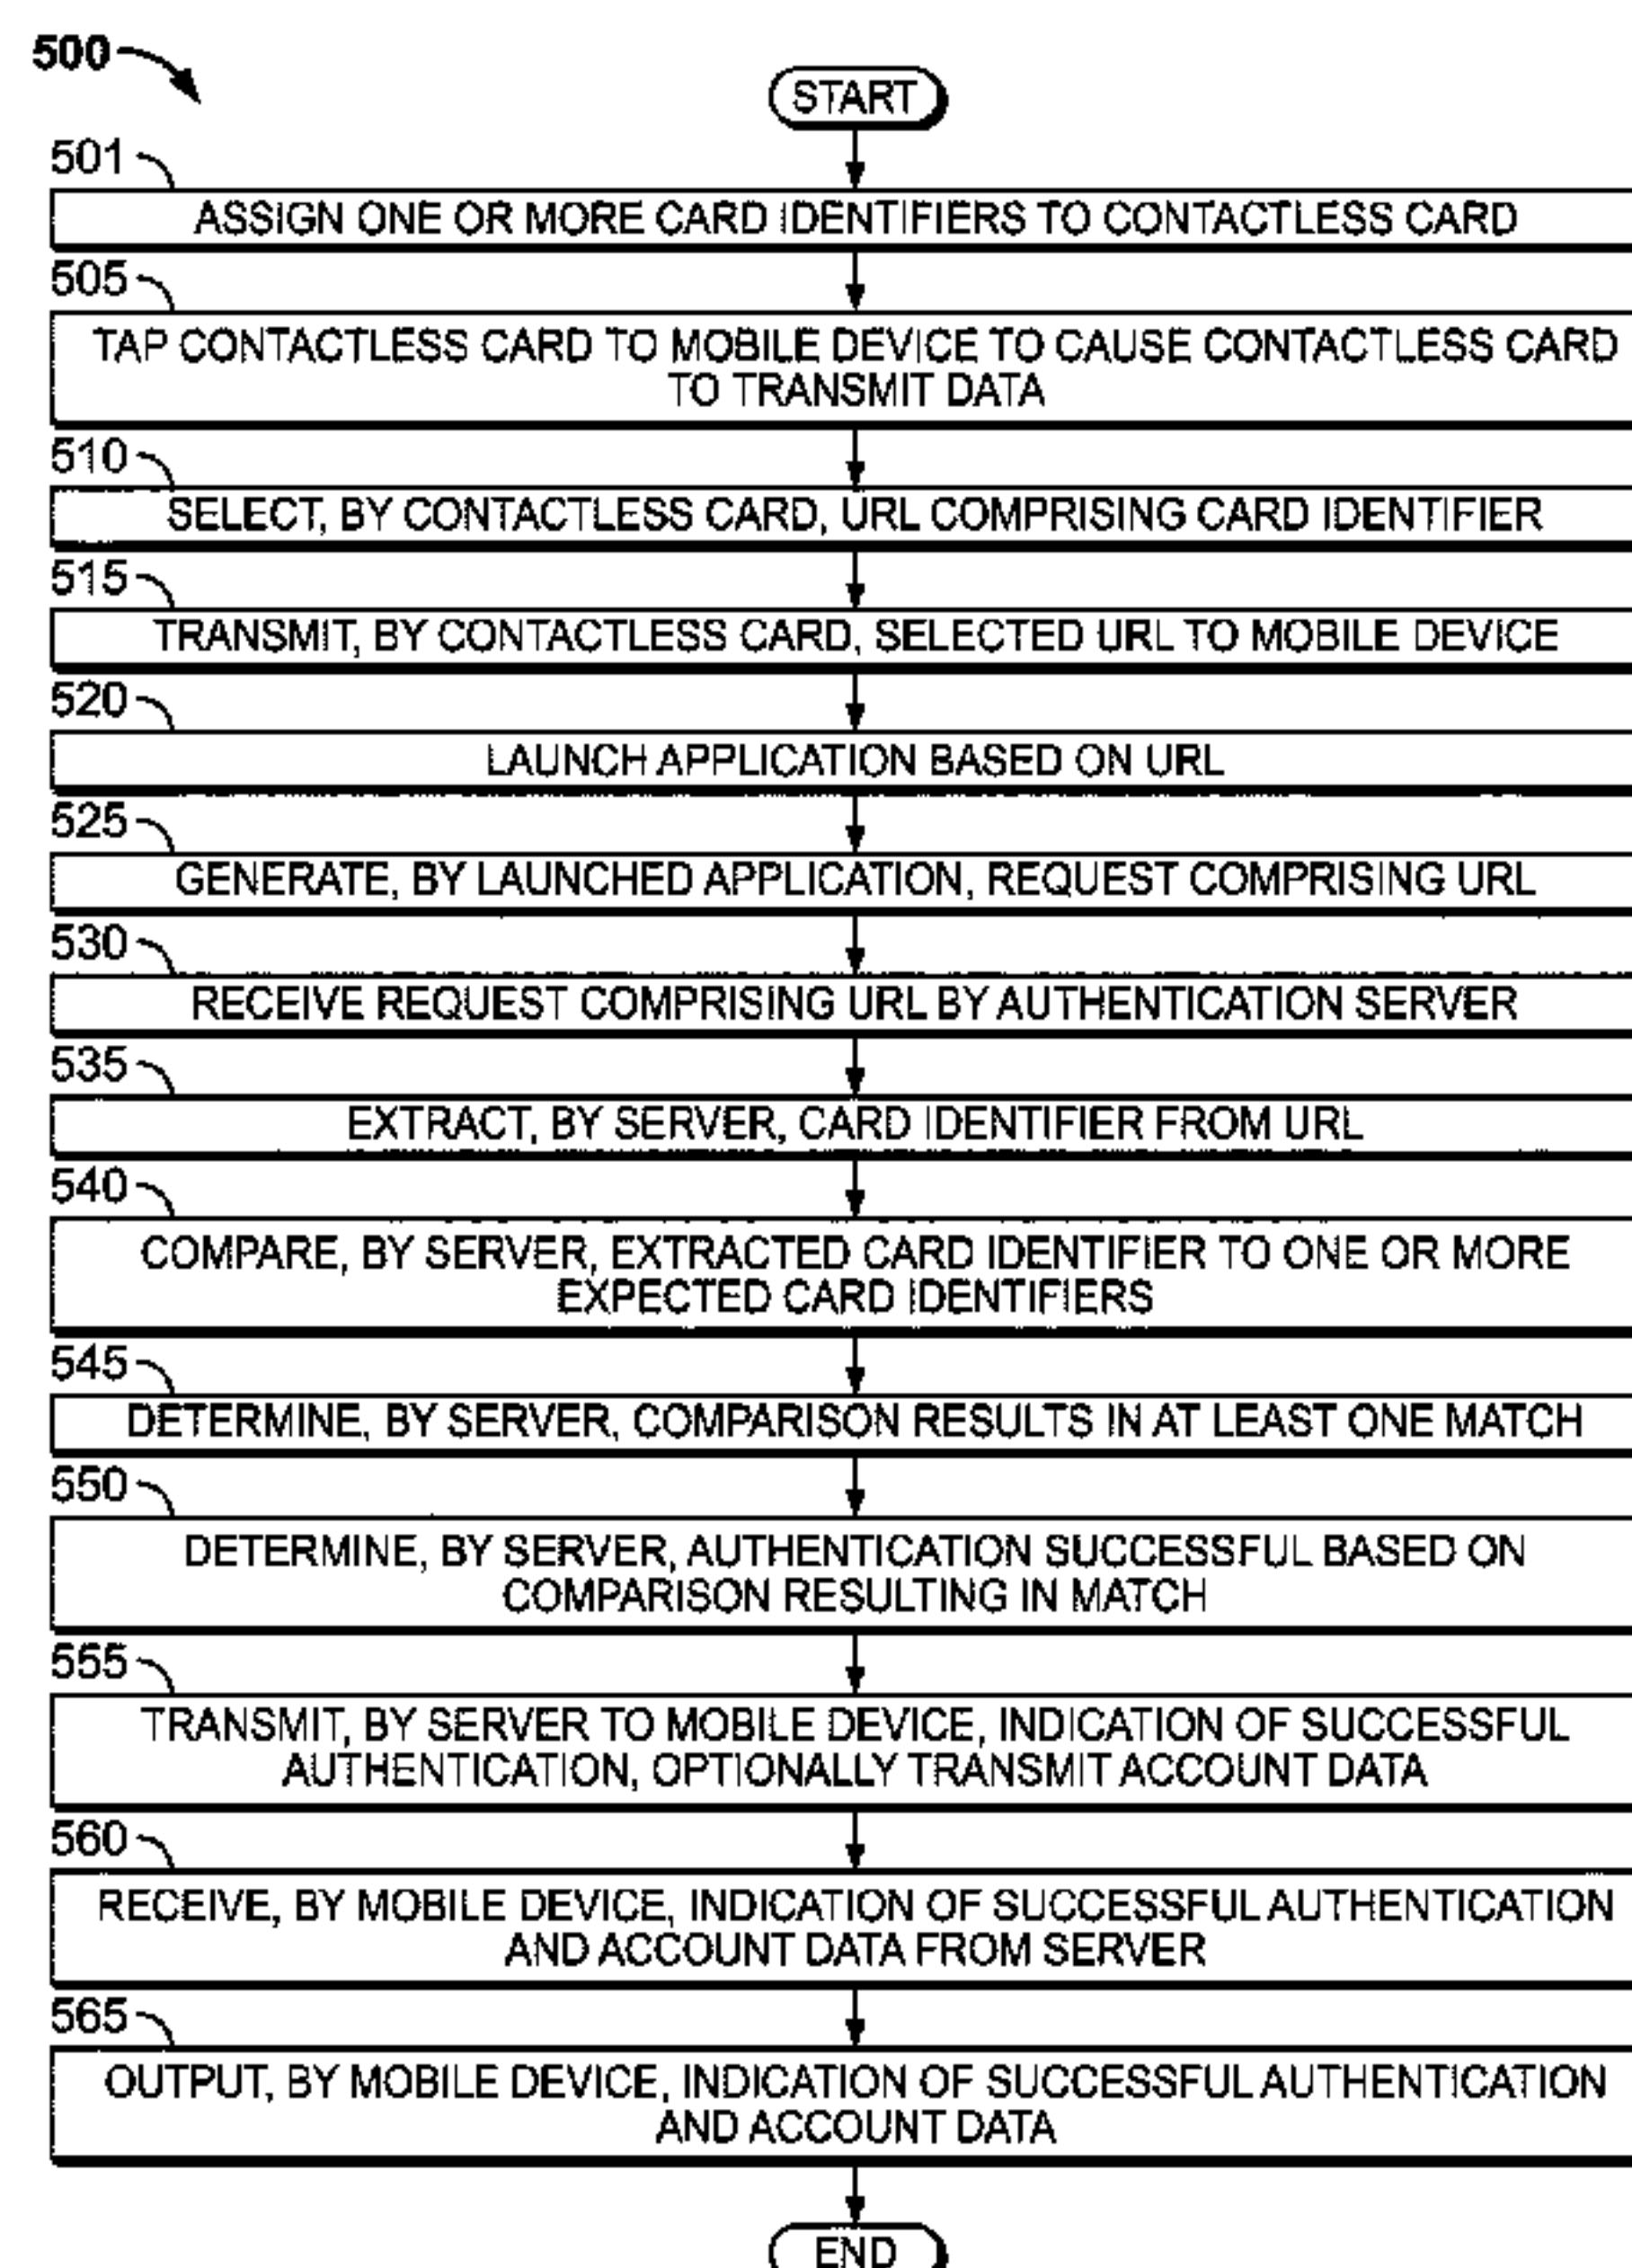 500
START
501
ASSIGN ONE OR MORE CARD IDENTIFIERS TO CONTACTLESS CARD
505
TAP CONTACTLESS CARD TO MOBILE DEVICE TO CAUSE CONTACTLESS CARD
TO TRANSMIT DATA
510
SELECT, BY CONTACTLESS CARD, URL COMPRISING CARD IDENTIFIER
515
TRANSMIT, BY CONTACTLESS CARD, SELECTED URL TO MOBILE DEVICE
520
LAUNCH APPLICATION BASED ON URL
525
GENERATE, BY LAUNCHED APPLICATION, REQUEST COMPRISING URL
530
RECEIVE REQUEST COMPRISING URL BY AUTHENTICATION SERVER
535
EXTRACT, BY SERVER, CARD IDENTIFIER FROM URL
540
COMPARE, BY SERVER, EXTRACTED CARD IDENTIFIER TO ONE OR MORE
EXPECTED CARD IDENTIFIERS
545
DETERMINE, BY SERVER, COMPARISON RESULTS IN AT LEAST ONE MATCH
550
DETERMINE, BY SERVER, AUTHENTICATION SUCCESSFUL BASED ON
COMPARISON RESULTING IN MATCH
555
TRANSMIT, BY SERVER TO MOBILE DEVICE, INDICATION OF SUCCESSFUL
AUTHENTICATION, OPTIONALLY TRANSMIT ACCOUNT DATA
560
RECEIVE, BY MOBILE DEVICE, INDICATION OF SUCCESSFUL AUTHENTICATION
AND ACCOUNT DATA FROM SERVER
565
OUTPUT, BY MOBILE DEVICE, INDICATION OF SUCCESSFUL AUTHENTICATION
AND ACCOUNT DATA
END